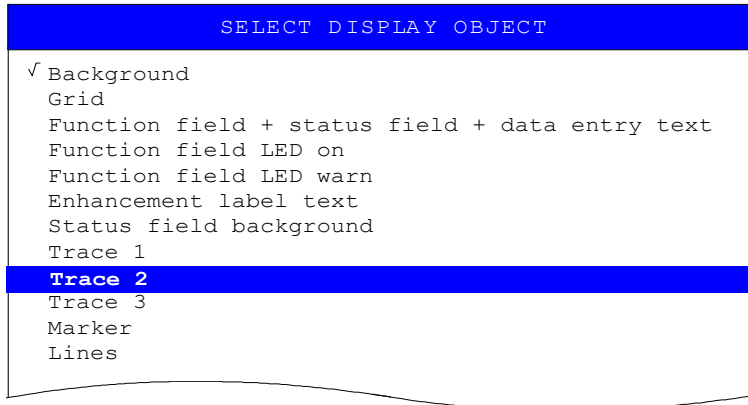 SELECT DISPLAY OBJECT
√ Background
Grid
Function field + status field + data entry text
Function field LED on
Function field LED warn
Enhancement label text
Status field background
Trace 1
Trace 2
Trace 3
Marker
Lines